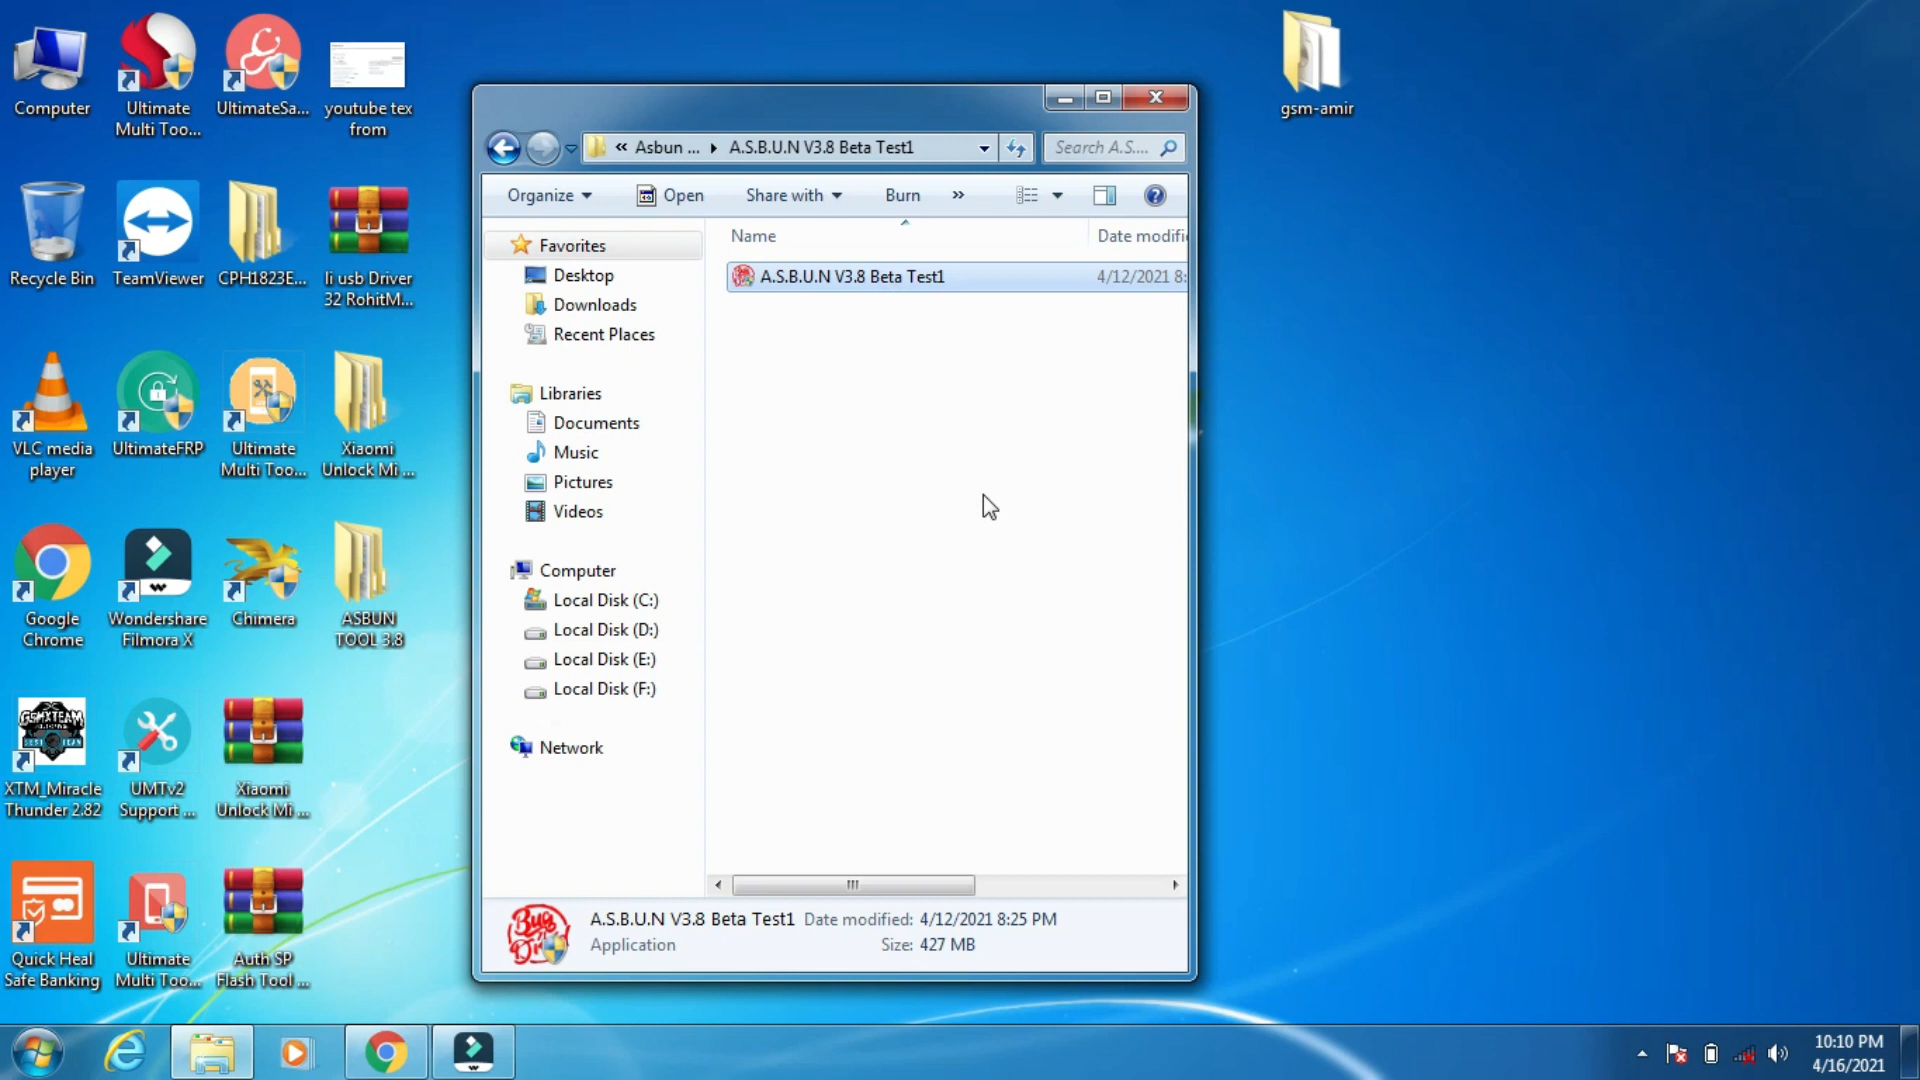 Computer
Ultimate
Multi Too...
UltimateSa...
youtube tex
from
gsm-amir
Recycle Bin
TeamViewer
CPH1823E...
li usb Driver
32 RohitM...
VLC media
player
UltimateFRP
Ultimate
Multi Too...
Xiaomi
Unlock Mi ...
Google
Chrome
Wondershare
Filmora X
Chimera
ASBUN
TOOL 3.8
GSMXTEAM
XTM_Miracle
Thunder 2.82
UMTv2
Support ...
Xiaomi
Unlock Mi ...
Quick Heal
Safe Banking
Ultimate
Multi Too...
Auth SP
Flash Tool ...
« Asbun ... A.S.B.U.N V3.8 Beta Test1
Search A.S....
Organize Open Share with Burn »
Name Date modifi
Favorites
Desktop
Downloads
Recent Places
Libraries
Documents
Music
Pictures
Videos
Computer
Local Disk (C:)
Local Disk (D:)
Local Disk (E:)
Local Disk (F:)
Network
A.S.B.U.N V3.8 Beta Test1 4/12/2021 8:
Bug
A.S.B.U.N V3.8 Beta Test1 Date modified: 4/12/2021 8:25 PM
Application Size: 427 MB
10:10 PM
4/16/2021